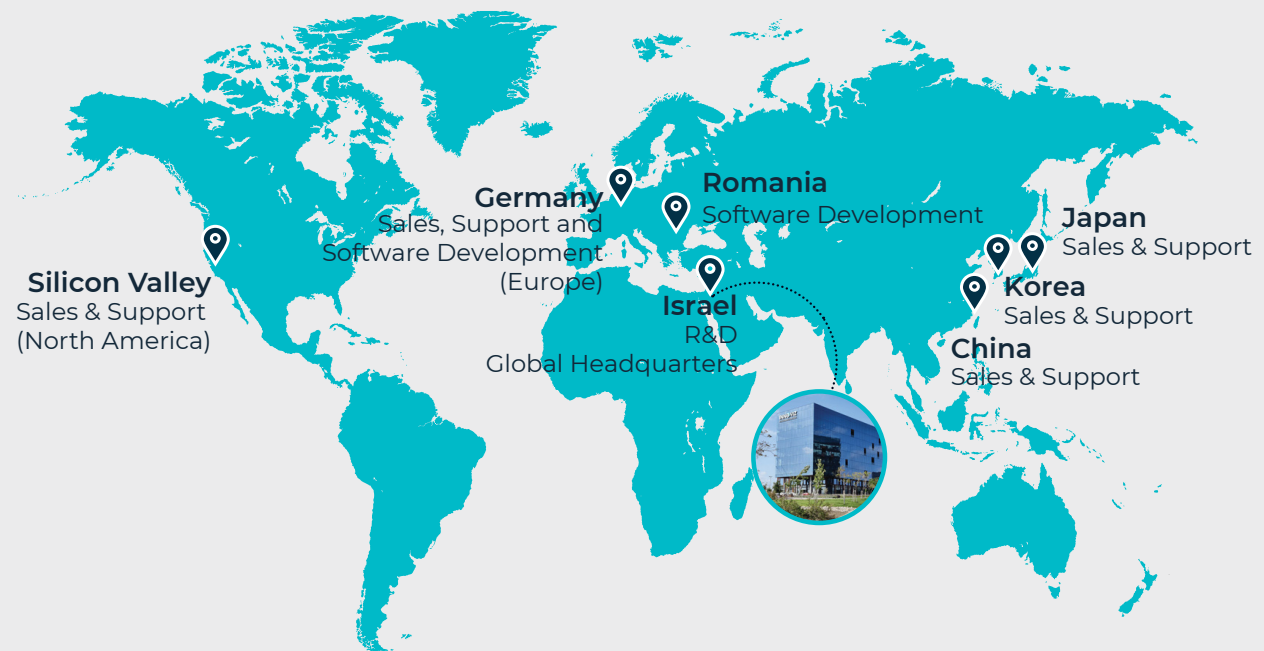 Germany
Sales, Support and
Software Development
(Europe)
Romania
Software Development
Japan
Sales & Support
Silicon Valley
Sales & Support
(North America)
Korea
Sales & Support
Israel
R&D
Global Headquarters
China
Sales & Support